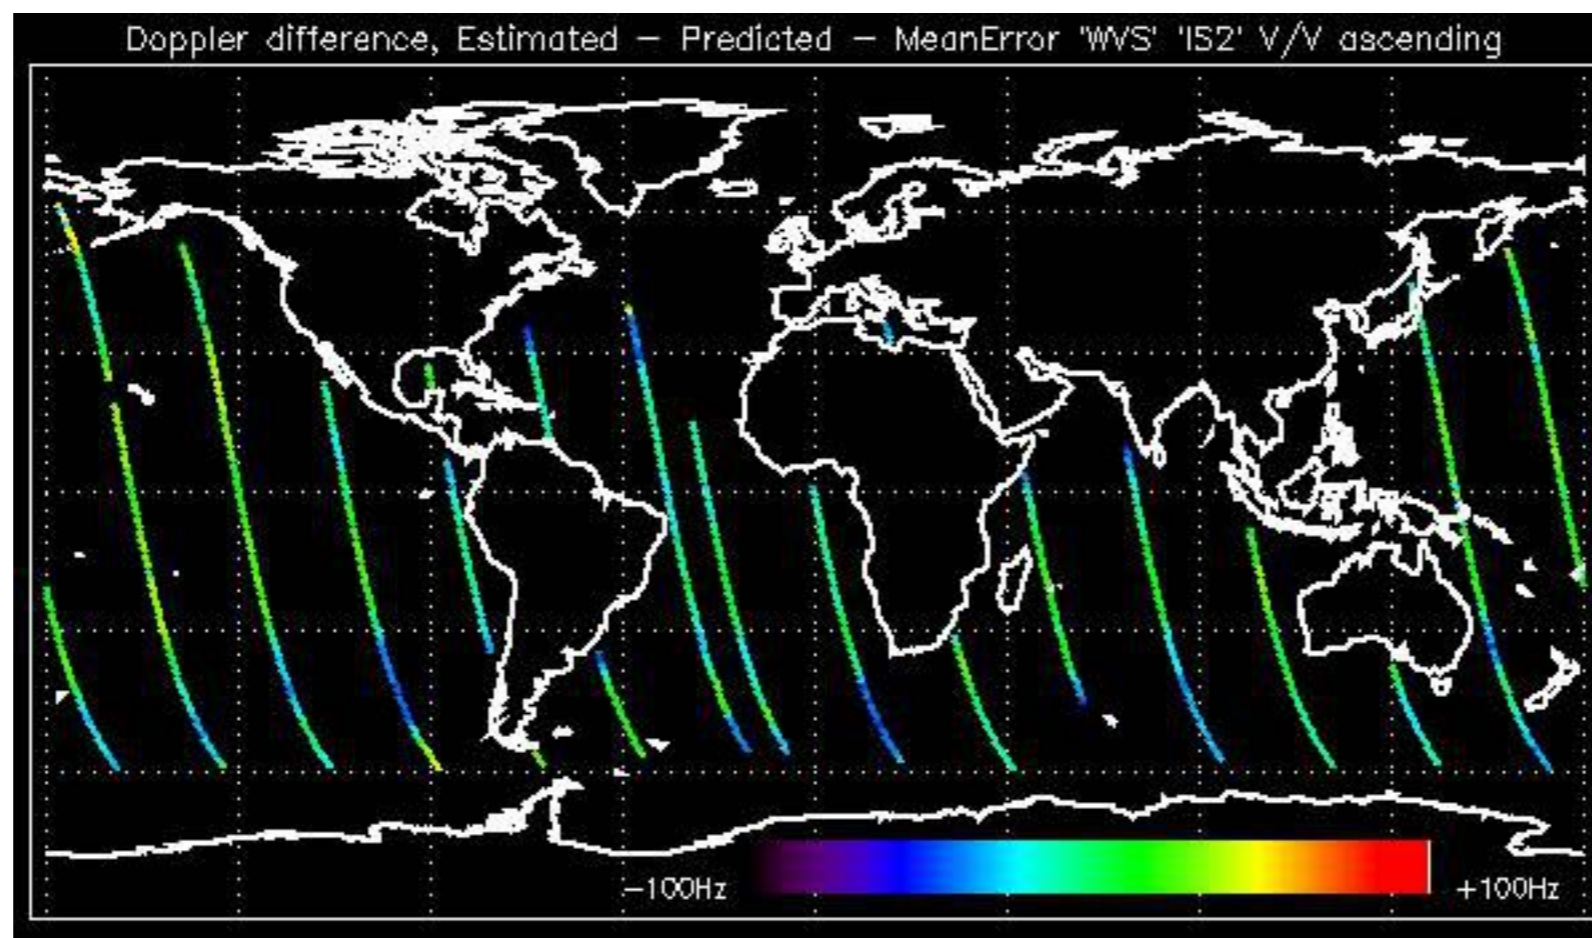 Doppler difference, Estimated – Predicted – MeanError 'WVS' 'IS2' V/V ascending
–100Hz
+100Hz